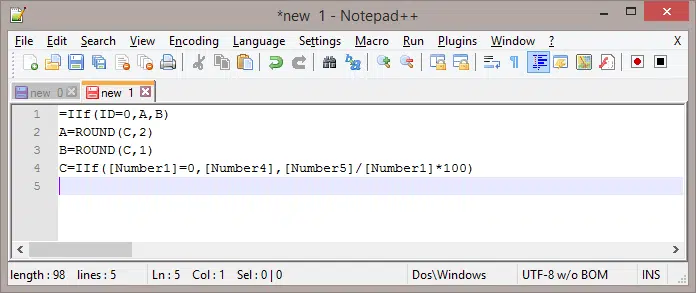 *new 1 - Notepad++
File Edit Search View Encoding Language Settings Macro Run Plugins Window ? X
new 0 new 1
1 =IIf(ID=0,A,B)
2 A=ROUND(C,2)
3 B=ROUND(C,1)
4 C=IIf([Number1]=0,[Number4],[Number5]/[Number1]*100)
5
length : 98 lines : 5 Ln : 5 Col : 1 Sel : 0 | 0 Dos\Windows UTF-8 w/o BOM INS